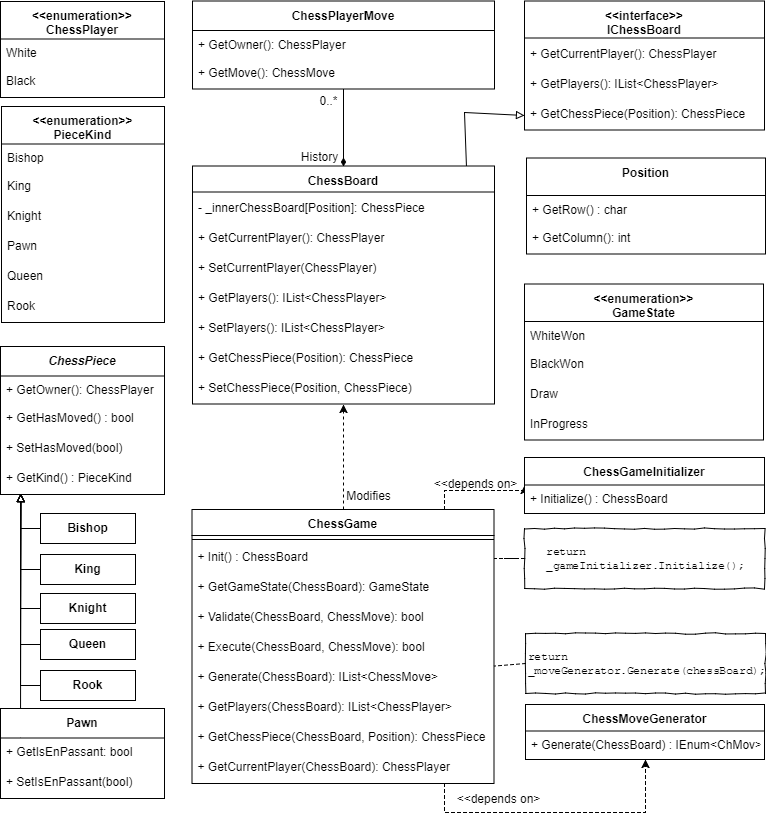 <<enumeration>>
ChessPlayer
White
Black
<<enumeration>>
PieceKind
Bishop
King
Knight
Pawn
Queen
Rook
ChessPiece
+ GetOwner(): ChessPlayer
+ GetHasMoved() : bool
+ SetHasMoved(bool)
+ GetKind() : PieceKind
Bishop
King
Knight
Queen
Rook
Pawn
+ GetIsEnPassant: bool
+ SetIsEnPassant(bool)
ChessPlayerMove
+ GetOwner(): ChessPlayer
+ GetMove(): ChessMove
0..*
History
ChessBoard
- _innerChessBoard[Position]: ChessPiece
+ GetCurrentPlayer(): ChessPlayer
+ SetCurrentPlayer(ChessPlayer)
+ GetPlayers(): IList<ChessPlayer>
+ SetPlayers(): IList<ChessPlayer>
+ GetChessPiece(Position): ChessPiece
+ SetChessPiece(Position, ChessPiece)
Modifies
ChessGame
+ Init() : ChessBoard
+ GetGameState(ChessBoard): GameState
+ Validate(ChessBoard, ChessMove): bool
+ Execute(ChessBoard, ChessMove): bool
+ Generate(ChessBoard): IList<ChessMove>
+ GetPlayers(ChessBoard): IList<ChessPlayer>
+ GetChessPiece(ChessBoard, Position): ChessPiece
+ GetCurrentPlayer(ChessBoard): ChessPlayer
<<interface>>
IChessBoard
+ GetCurrentPlayer(): ChessPlayer
+ GetPlayers(): IList<ChessPlayer>
+ GetChessPiece(Position): ChessPiece
Position
+ GetRow() : char
+ GetColumn(): int
<<enumeration>>
GameState
WhiteWon
BlackWon
Draw
InProgress
<<depends on>
ChessGameInitializer
+ Initialize() : ChessBoard
return
_gameInitializer.Initialize();
return
_moveGenerator.Generate(chessBoard);
ChessMoveGenerator
+ Generate(ChessBoard) : IEnum<ChMov>
<<depends on>